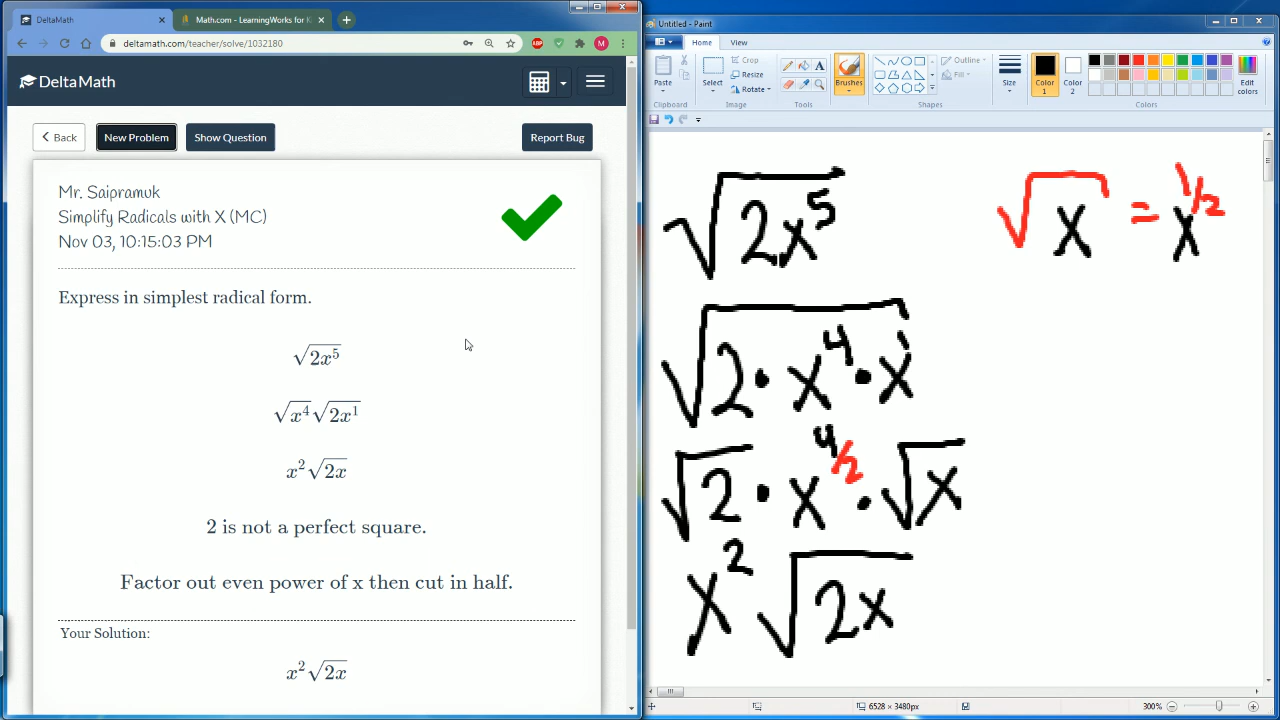 DeltaMath
Math.com - LearningWorks for Ki
Untitled - Paint
deltamath.com/teacher/solve/1032180
ABP
M
Home
View
DeltaMath
Paste
Select
Crop
Resize
Rotate
Brushes
Size
Outline
Fill
Color 1
Color 2
Edit colors
Clipboard
Image
Tools
Shapes
Colors
Back
New Problem
Show Question
Report Bug
Mr. Saipramuk
Simplify Radicals with X (MC)
Nov 03, 10:15:03 PM
Express in simplest radical form.
√2x⁵
√x⁴√2x¹
x²√2x
2 is not a perfect square.
Factor out even power of x then cut in half.
Your Solution:
x²√2x
√2x⁵
√x = x^1/2
√2 · x⁴ · x¹
√2 · x^4/2 · √x
x²√2x
6528 × 3480px
300%